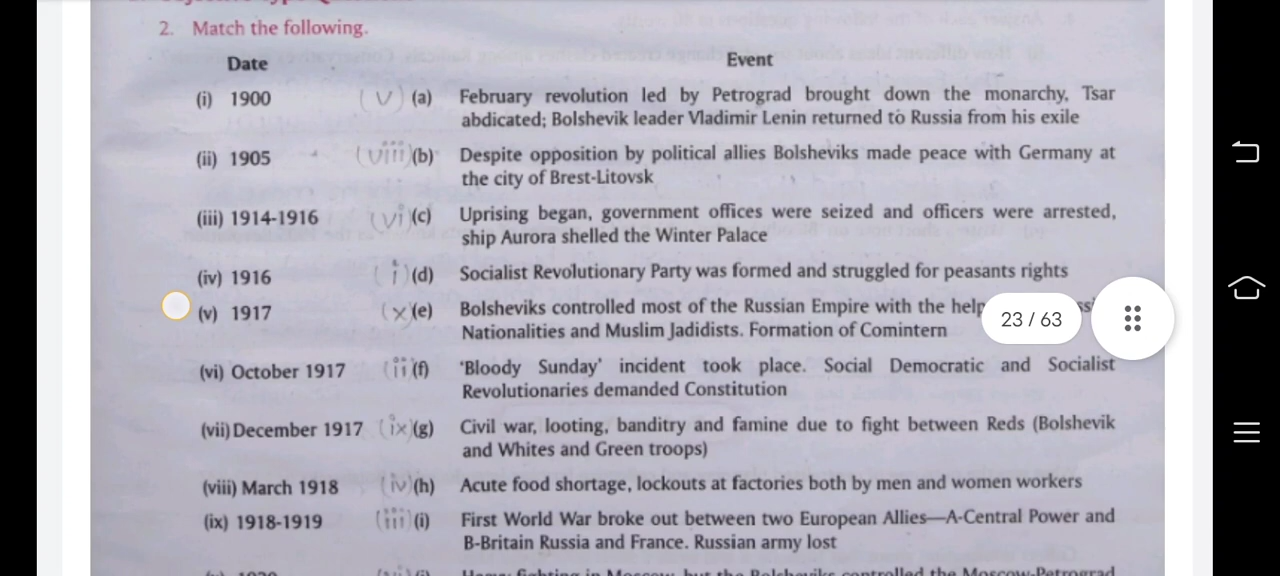 2. Match the following.
Date Event
(i) 1900 (v) (a) February revolution led by Petrograd brought down the monarchy, Tsar
abdicated; Bolshevik leader Vladimir Lenin returned to Russia from his exile
(ii) 1905 (viii) (b) Despite opposition by political allies Bolsheviks made peace with Germany at
the city of Brest-Litovsk
(iii) 1914-1916 (vi) (c) Uprising began, government offices were seized and officers were arrested,
ship Aurora shelled the Winter Palace
(iv) 1916 (i) (d) Socialist Revolutionary Party was formed and struggled for peasants rights
(v) 1917 (x) (e) Bolsheviks controlled most of the Russian Empire with the help
Nationalities and Muslim Jadidists. Formation of Comintern
23 / 63
(vi) October 1917 (ii) (f) 'Bloody Sunday' incident took place. Social Democratic and Socialist
Revolutionaries demanded Constitution
(vii) December 1917 (ix) (g) Civil war, looting, banditry and famine due to fight between Reds (Bolshevik
and Whites and Green troops)
(viii) March 1918 (iv) (h) Acute food shortage, lockouts at factories both by men and women workers
(ix) 1918-1919 (iii) (i) First World War broke out between two European Allies—A-Central Power and
B-Britain Russia and France. Russian army lost